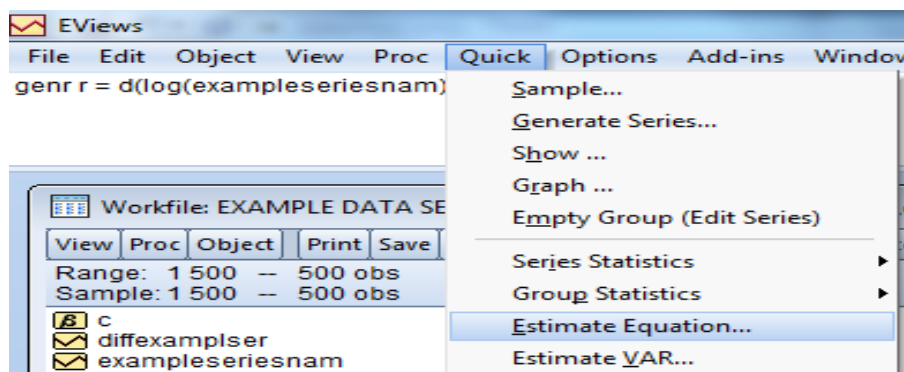 EViews
File Edit Object View Proc Quick Options Add-ins Window
genr r = d(log(exampleseriesnam)
Sample...
Generate Series...
Show ...
Graph ...
Empty Group (Edit Series)
Series Statistics
Group Statistics
Estimate Equation...
Estimate VAR...
Workfile: EXAMPLE DATA SE
View Proc Object Print Save
Range: 1 500 -- 500 obs
Sample: 1 500 -- 500 obs
β c
diffexamplser
exampleseriesnam